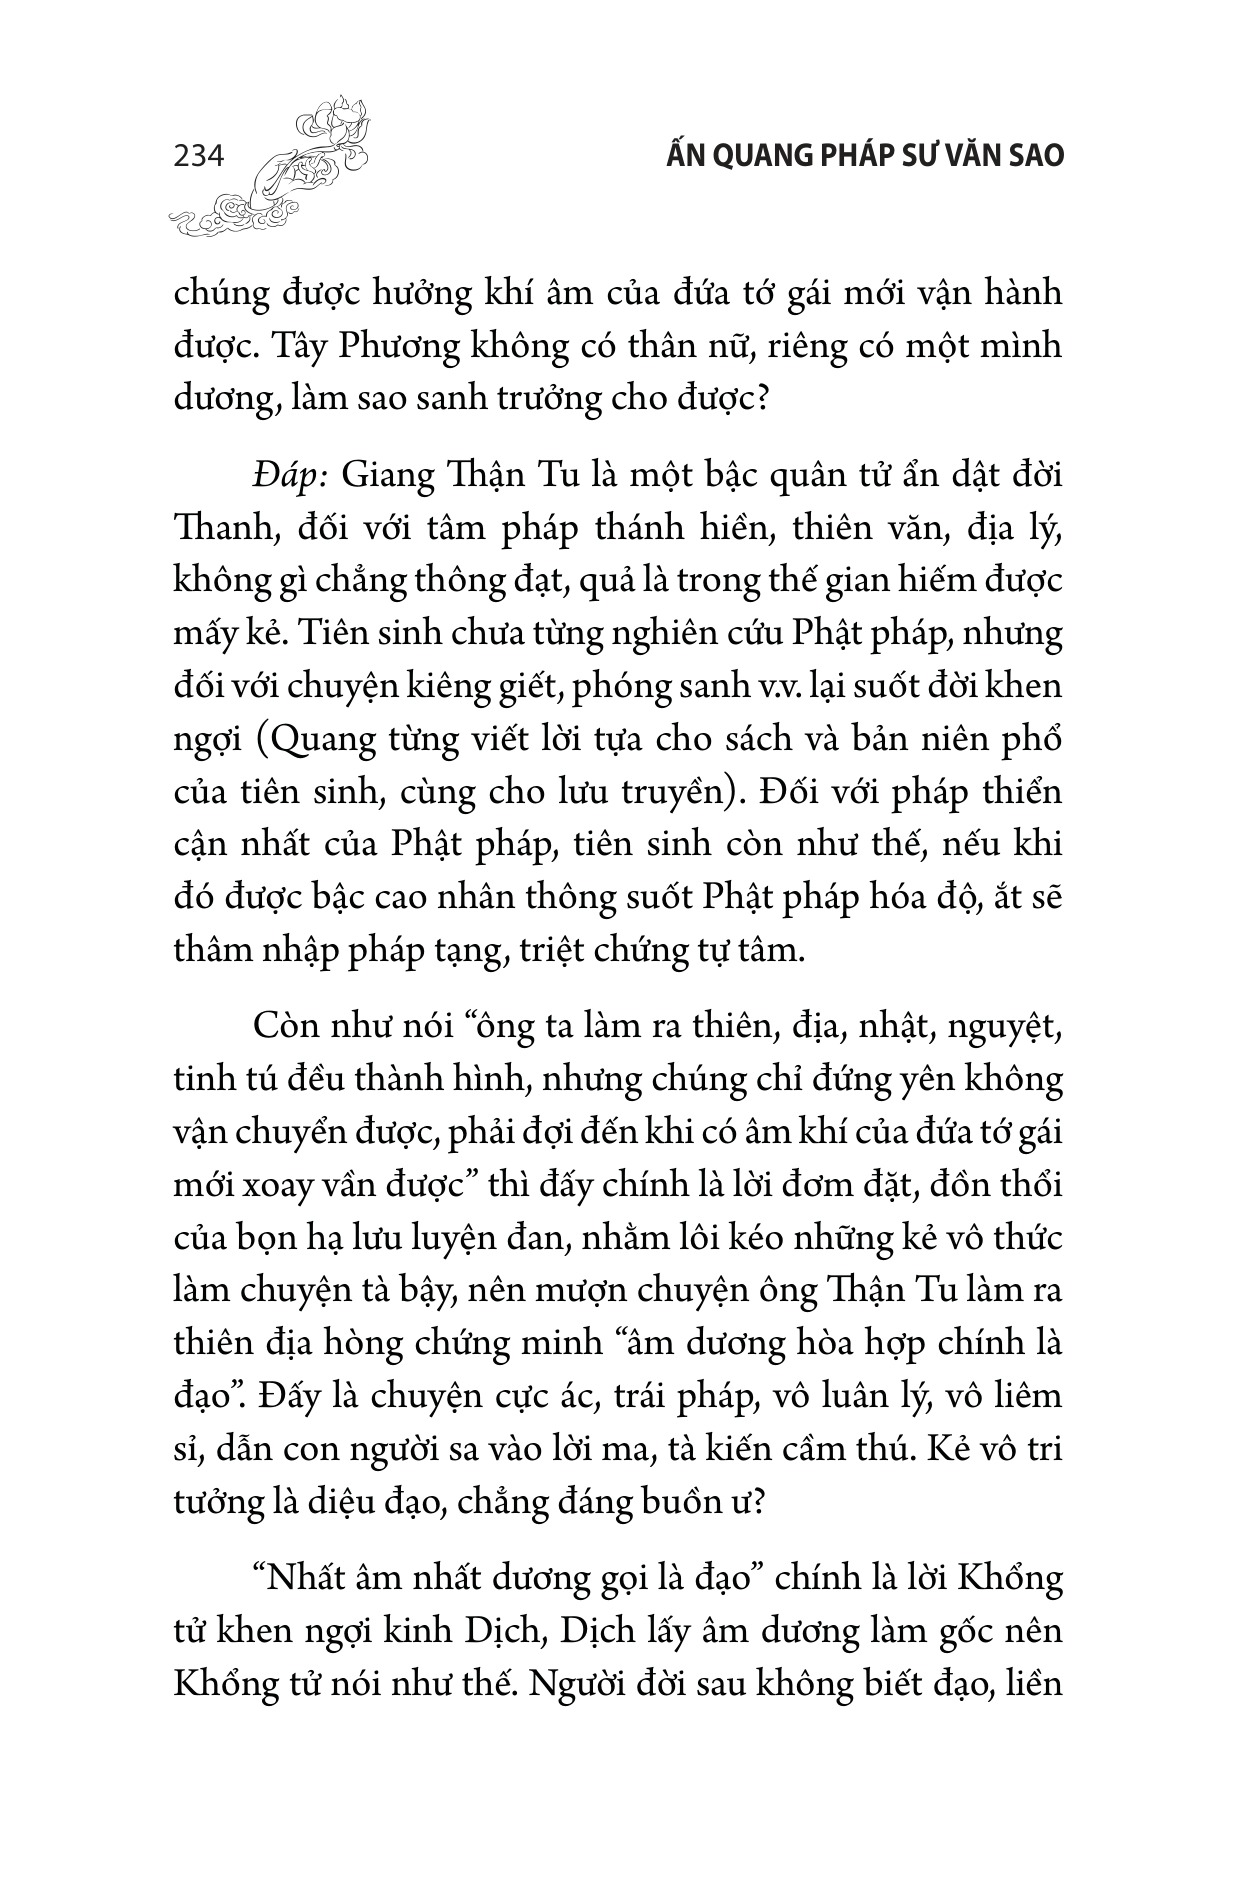 234
ẤN QUANG PHÁP SƯ VĂN SAO
chúng được hưởng khí âm của đứa tớ gái mới vận hành
được. Tây Phương không có thân nữ, riêng có một mình
dương, làm sao sanh trưởng cho được?
Đáp: Giang Thận Tu là một bậc quân tử ẩn dật đời
Thanh, đối với tâm pháp thánh hiền, thiên văn, địa lý,
không gì chẳng thông đạt, quả là trong thế gian hiếm được
mấy kẻ. Tiên sinh chưa từng nghiên cứu Phật pháp, nhưng
đối với chuyện kiêng giết, phóng sanh v.v. lại suốt đời khen
ngợi (Quang từng viết lời tựa cho sách và bản niên phổ
của tiên sinh, cùng cho lưu truyền). Đối với pháp thiển
cận nhất của Phật pháp, tiên sinh còn như thế, nếu khi
đó được bậc cao nhân thông suốt Phật pháp hóa độ, ắt sẽ
thâm nhập pháp tạng, triệt chứng tự tâm.
Còn như nói “ông ta làm ra thiên, địa, nhật, nguyệt,
tinh tú đều thành hình, nhưng chúng chỉ đứng yên không
vận chuyển được, phải đợi đến khi có âm khí của đứa tớ gái
mới xoay vần được” thì đấy chính là lời đơm đặt, đồn thổi
của bọn hạ lưu luyện đan, nhằm lôi kéo những kẻ vô thức
làm chuyện tà bậy, nên mượn chuyện ông Thận Tu làm ra
thiên địa hòng chứng minh “âm dương hòa hợp chính là
đạo”. Đấy là chuyện cực ác, trái pháp, vô luân lý, vô liêm
sỉ, dẫn con người sa vào lời ma, tà kiến cầm thú. Kẻ vô tri
tưởng là diệu đạo, chẳng đáng buồn ư?
“Nhất âm nhất dương gọi là đạo” chính là lời Khổng
tử khen ngợi kinh Dịch, Dịch lấy âm dương làm gốc nên
Khổng tử nói như thế. Người đời sau không biết đạo, liền